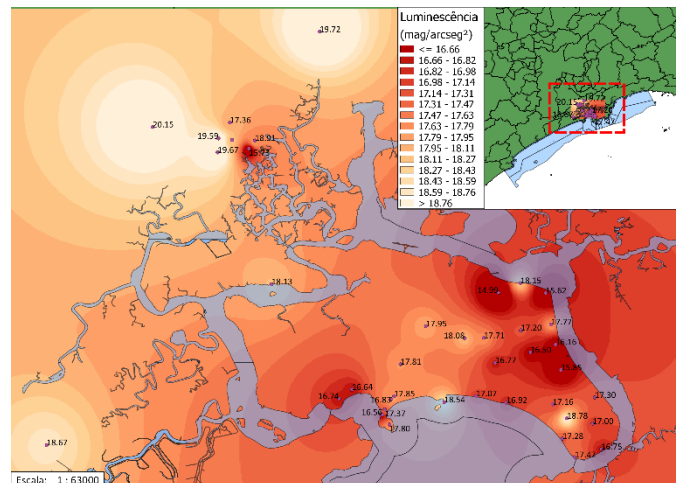 19.72
Luminescência
(mag/arcseg²)
<= 16.66
16.66 - 16.82
16.82 - 16.98
16.98 - 17.14
17.14 - 17.31
17.31 - 17.47
17.47 - 17.63
17.63 - 17.79
17.79 - 17.95
17.95 - 18.11
18.11 - 18.27
18.27 - 18.43
18.43 - 18.59
18.59 - 18.76
> 18.76
20.15
17.36
19.59
18.91
19.67
18.13
18.15
15.62
17.95
17.20
17.77
18.08
17.71
16.16
16.77
17.81
16.64
16.74
16.83
17.85
18.54
17.07
16.92
17.16
17.30
17.37
18.78
17.00
17.80
17.28
16.75
18.67
Escala: 1 : 63000